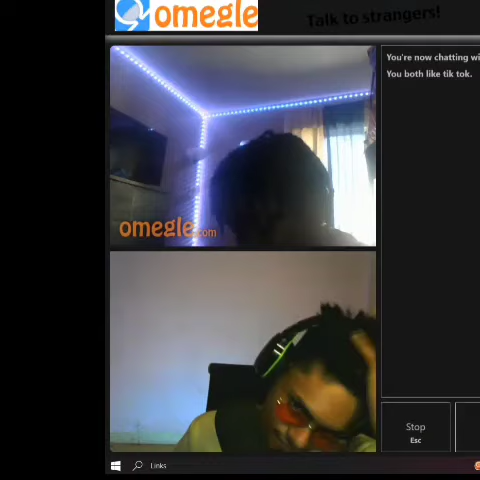 omegle
Talk to strangers!
You're now chatting wi
You both like tik tok.
omegle.com
Stop
Esc
Links